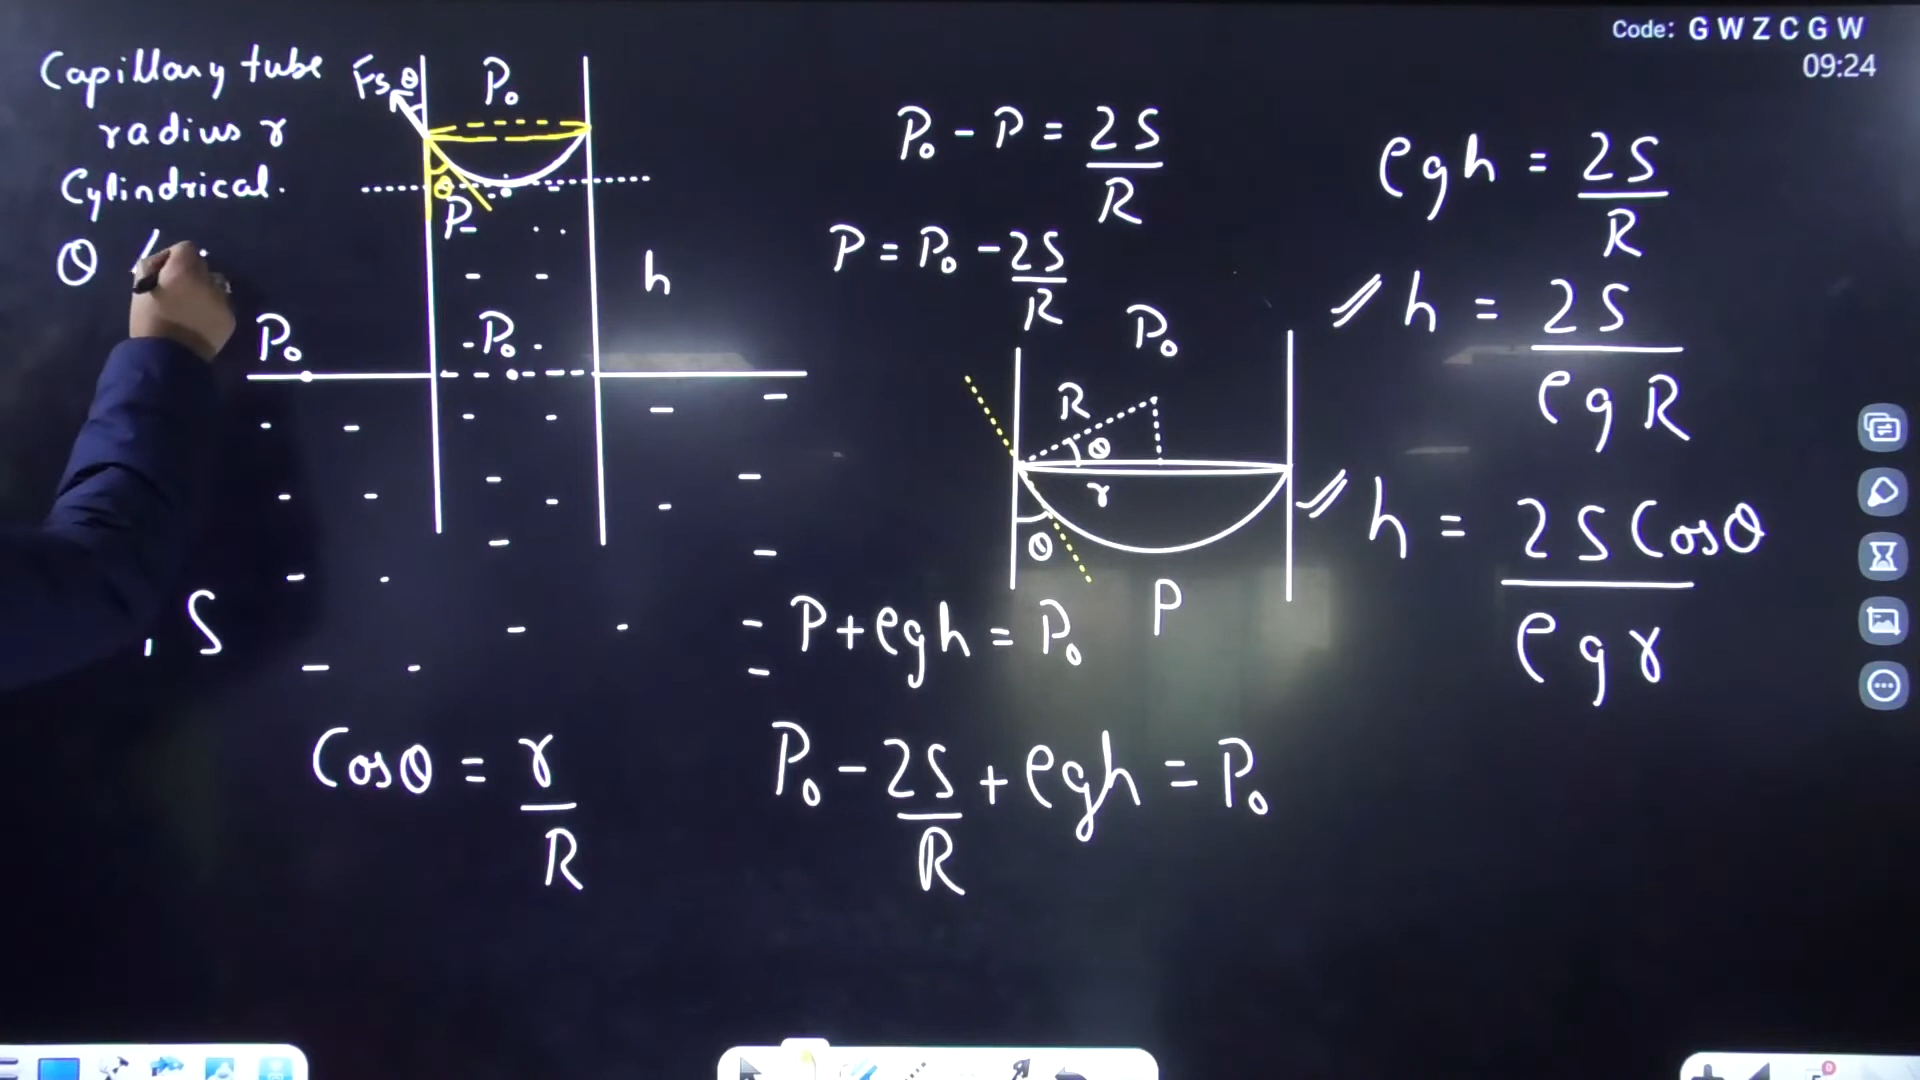 Code: GWZCGW
09:24
Capillary tube
radius r
Cylindrical.
θ
Fs θ
P₀
θ
P
h
P₀
P₀
, S
Cosθ = r/R
P₀ - P = 2S/R
P = P₀ - 2S/R
P₀
R
θ
r
θ
P
P + ρgh = P₀
P₀ - 2S/R + ρgh = P₀
ρgh = 2S/R
h = 2S/ρgR
h = 2S Cosθ/ρgr